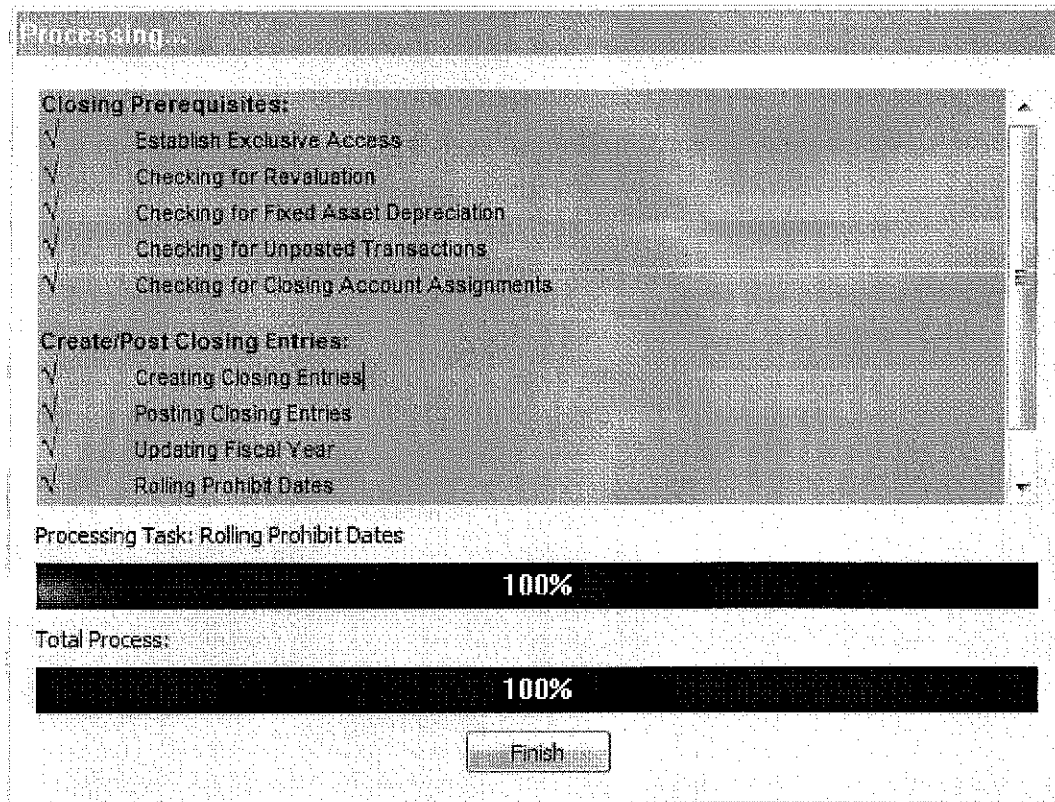 Processing...
Closing Prerequisites:
√ Establish Exclusive Access
√ Checking for Revaluation
√ Checking for Fixed Asset Depreciation
√ Checking for Unposted Transactions
√ Checking for Closing Account Assignments
Create/Post Closing Entries:
√ Creating Closing Entries
√ Posting Closing Entries
√ Updating Fiscal Year
√ Rolling Prohibit Dates
Processing Task: Rolling Prohibit Dates
100%
Total Process:
100%
Finish